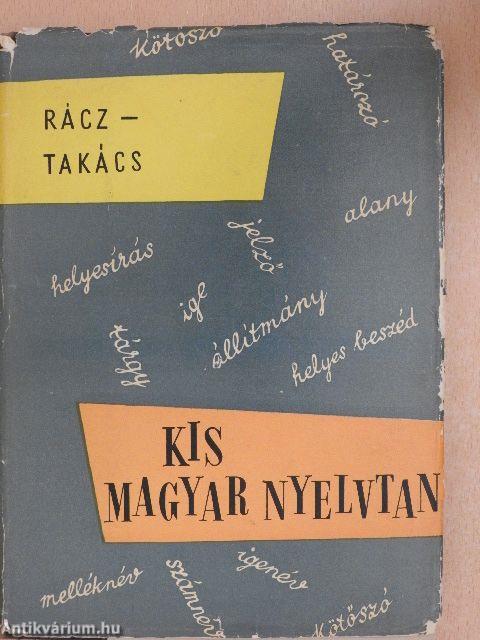 kötőszó
határozó
RÁCZ –
TAKÁCS
alany
jelző
helyesírás
ige
állítmány
tárgy
helyes beszéd
KIS
MAGYAR NYELVTAN
igenév
melléknév
számnév
kötőszó
Antikvárium.hu